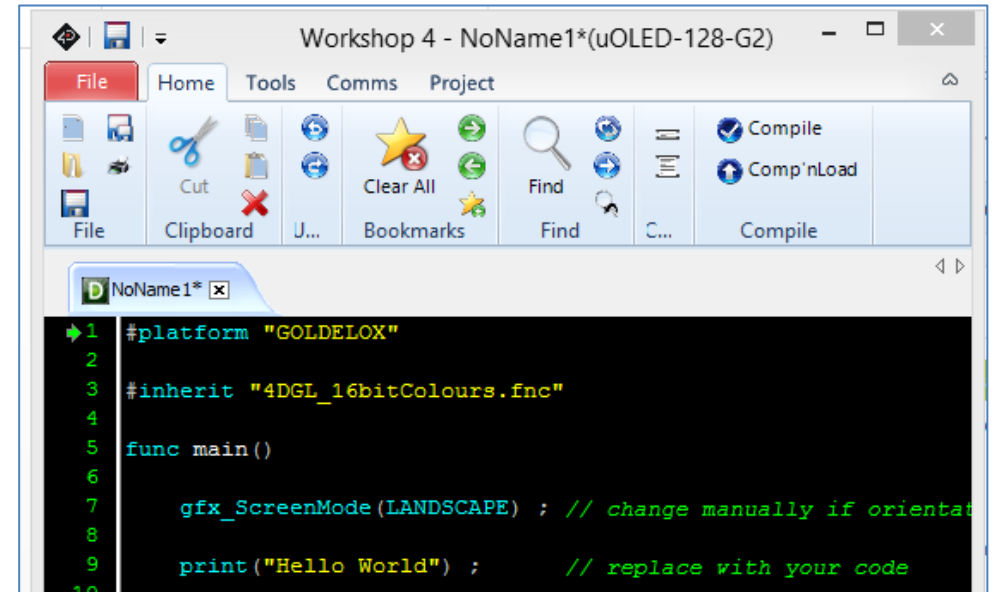 Workshop 4 - NoName1*(uOLED-128-G2)
File Home Tools Comms Project
Compile
Comp'nLoad
Cut Clear All Find
File Clipboard U... Bookmarks Find C... Compile
NoName1*
1 #platform "GOLDELOX"
2
3 #inherit "4DGL_16bitColours.fnc"
4
5 func main()
6
7 gfx_ScreenMode(LANDSCAPE) ; // change manually if orientat
8
9 print("Hello World") ; // replace with your code
10